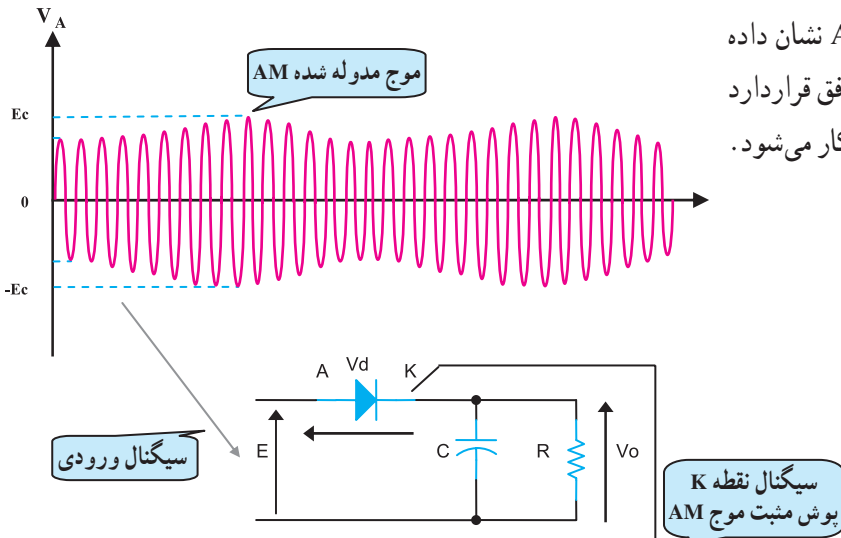 A نشان داده
فق قراردارد
کار می‌شود.
V A
موج مدوله شده AM
Ec
0
-Ec
A Vd K
سیگنال ورودی
E C R Vo
سیگنال نقطه K
پوش مثبت موج AM